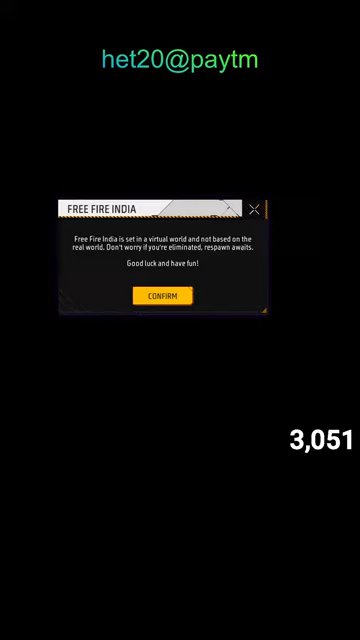 het20@paytm
FREE FIRE INDIA
Free Fire India is set in a virtual world and not based on the
real world. Don't worry if you're eliminated, respawn awaits.
Good luck and have fun!
CONFIRM
3,051